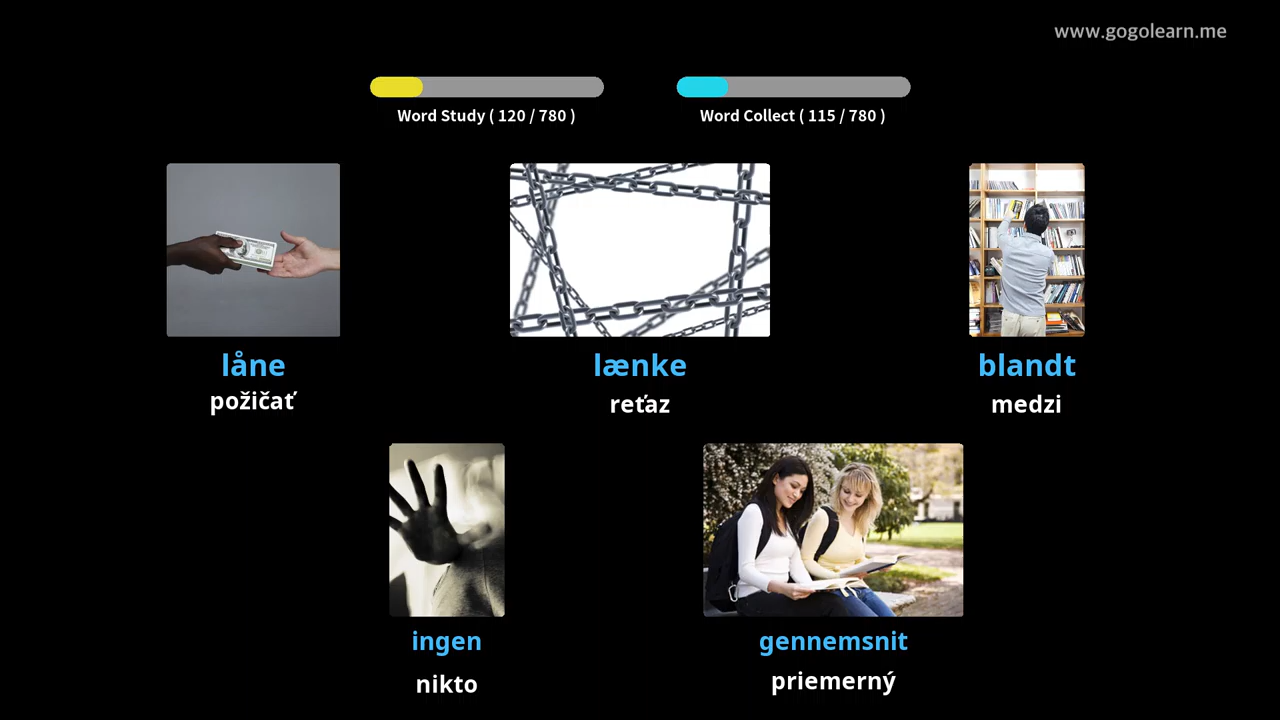 www.gogolearn.me
Word Study ( 120 / 780 )
Word Collect ( 115 / 780 )
låne
lænke
blandt
požičať
reťaz
medzi
ingen
gennemsnit
nikto
priemerný